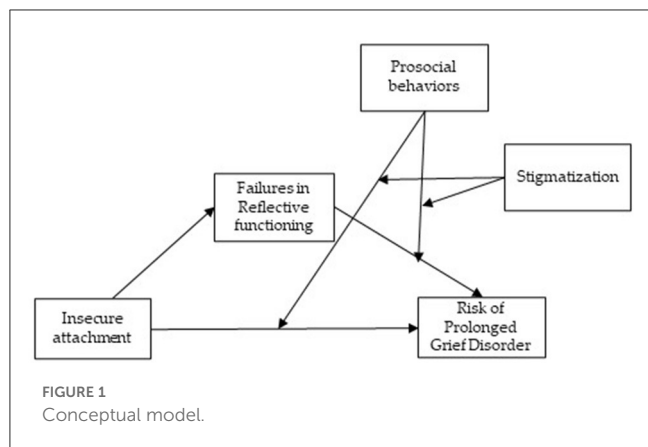 Prosocial
behaviors
Stigmatization
Failures in
Reflective
functioning
Insecure
attachment
Risk of
Prolonged
Grief Disorder
FIGURE 1
Conceptual model.